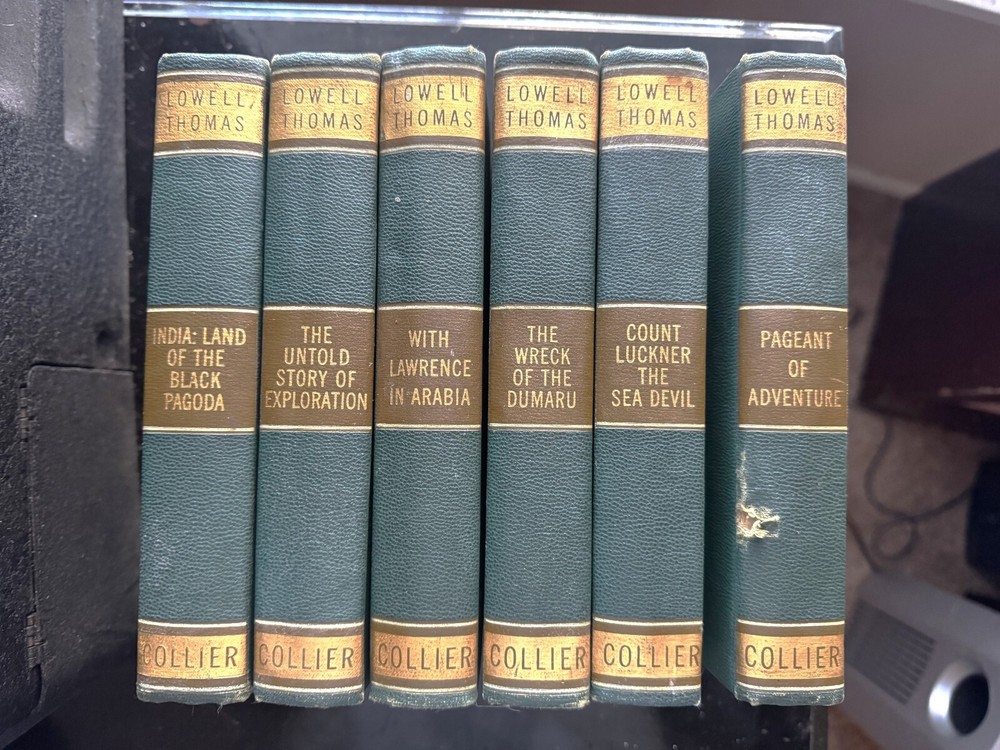 LOWELL
THOMAS
INDIA: LAND
OF THE
BLACK
PAGODA
COLLIER
LOWELL
THOMAS
THE
UNTOLD
STORY OF
EXPLORATION
COLLIER
LOWELL
THOMAS
WITH
LAWRENCE
IN ARABIA
COLLIER
LOWELL
THOMAS
THE
WRECK
OF THE
DUMARU
COLLIER
LOWELL
THOMAS
COUNT
LUCKNER
THE
SEA DEVIL
COLLIER
LOWELL
THOMAS
PAGEANT
OF
ADVENTURE
COLLIER